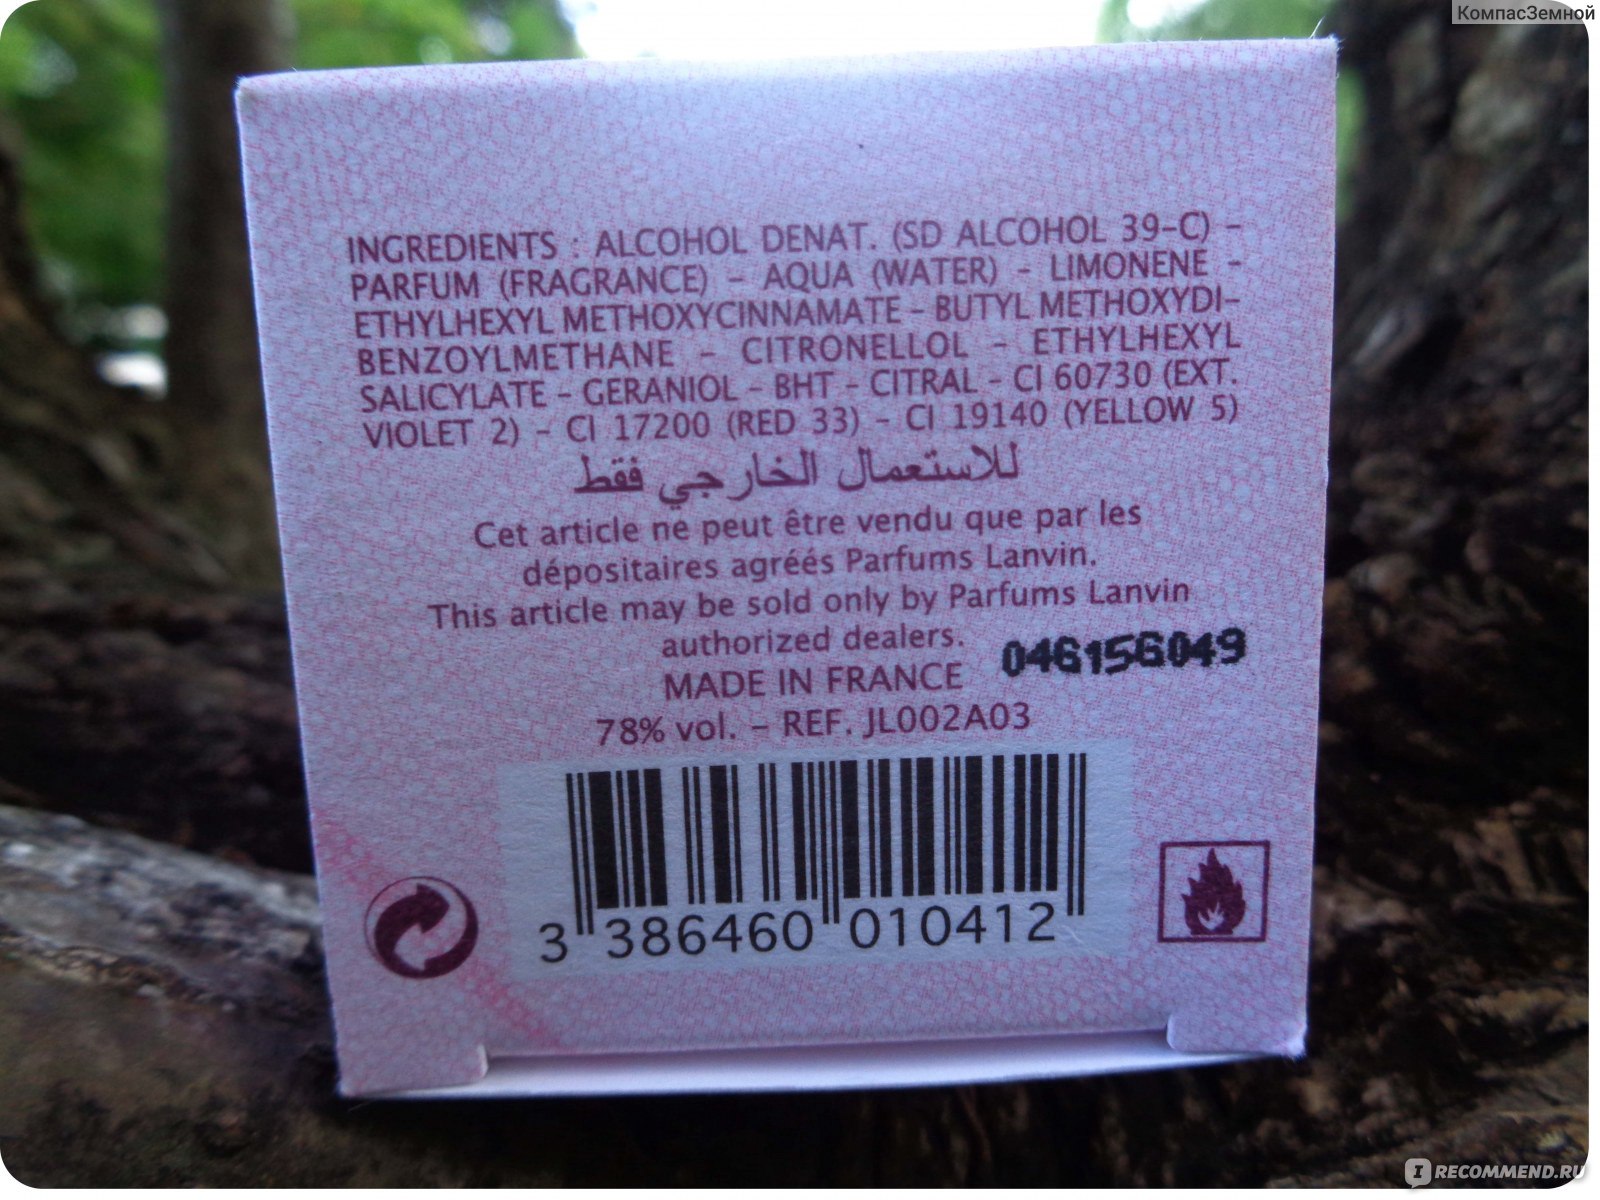 КомпасЗемной
INGREDIENTS : ALCOHOL DENAT. (SD ALCOHOL 39-C) -
PARFUM (FRAGRANCE) - AQUA (WATER) - LIMONENE -
ETHYLHEXYL METHOXYCINNAMATE - BUTYL METHOXYDI-
BENZOYLMETHANE - CITRONELLOL - ETHYLHEXYL
SALICYLATE - GERANIOL - BHT - CITRAL - CI 60730 (EXT.
VIOLET 2) - CI 17200 (RED 33) - CI 19140 (YELLOW 5)
للاستعمال الخارجي فقط
Cet article ne peut être vendu que par les
dépositaires agréés Parfums Lanvin.
This article may be sold only by Parfums Lanvin
authorized dealers.
046156049
MADE IN FRANCE
78% vol. - REF. JL002A03
3 386460 010412
IRECOMMEND.RU